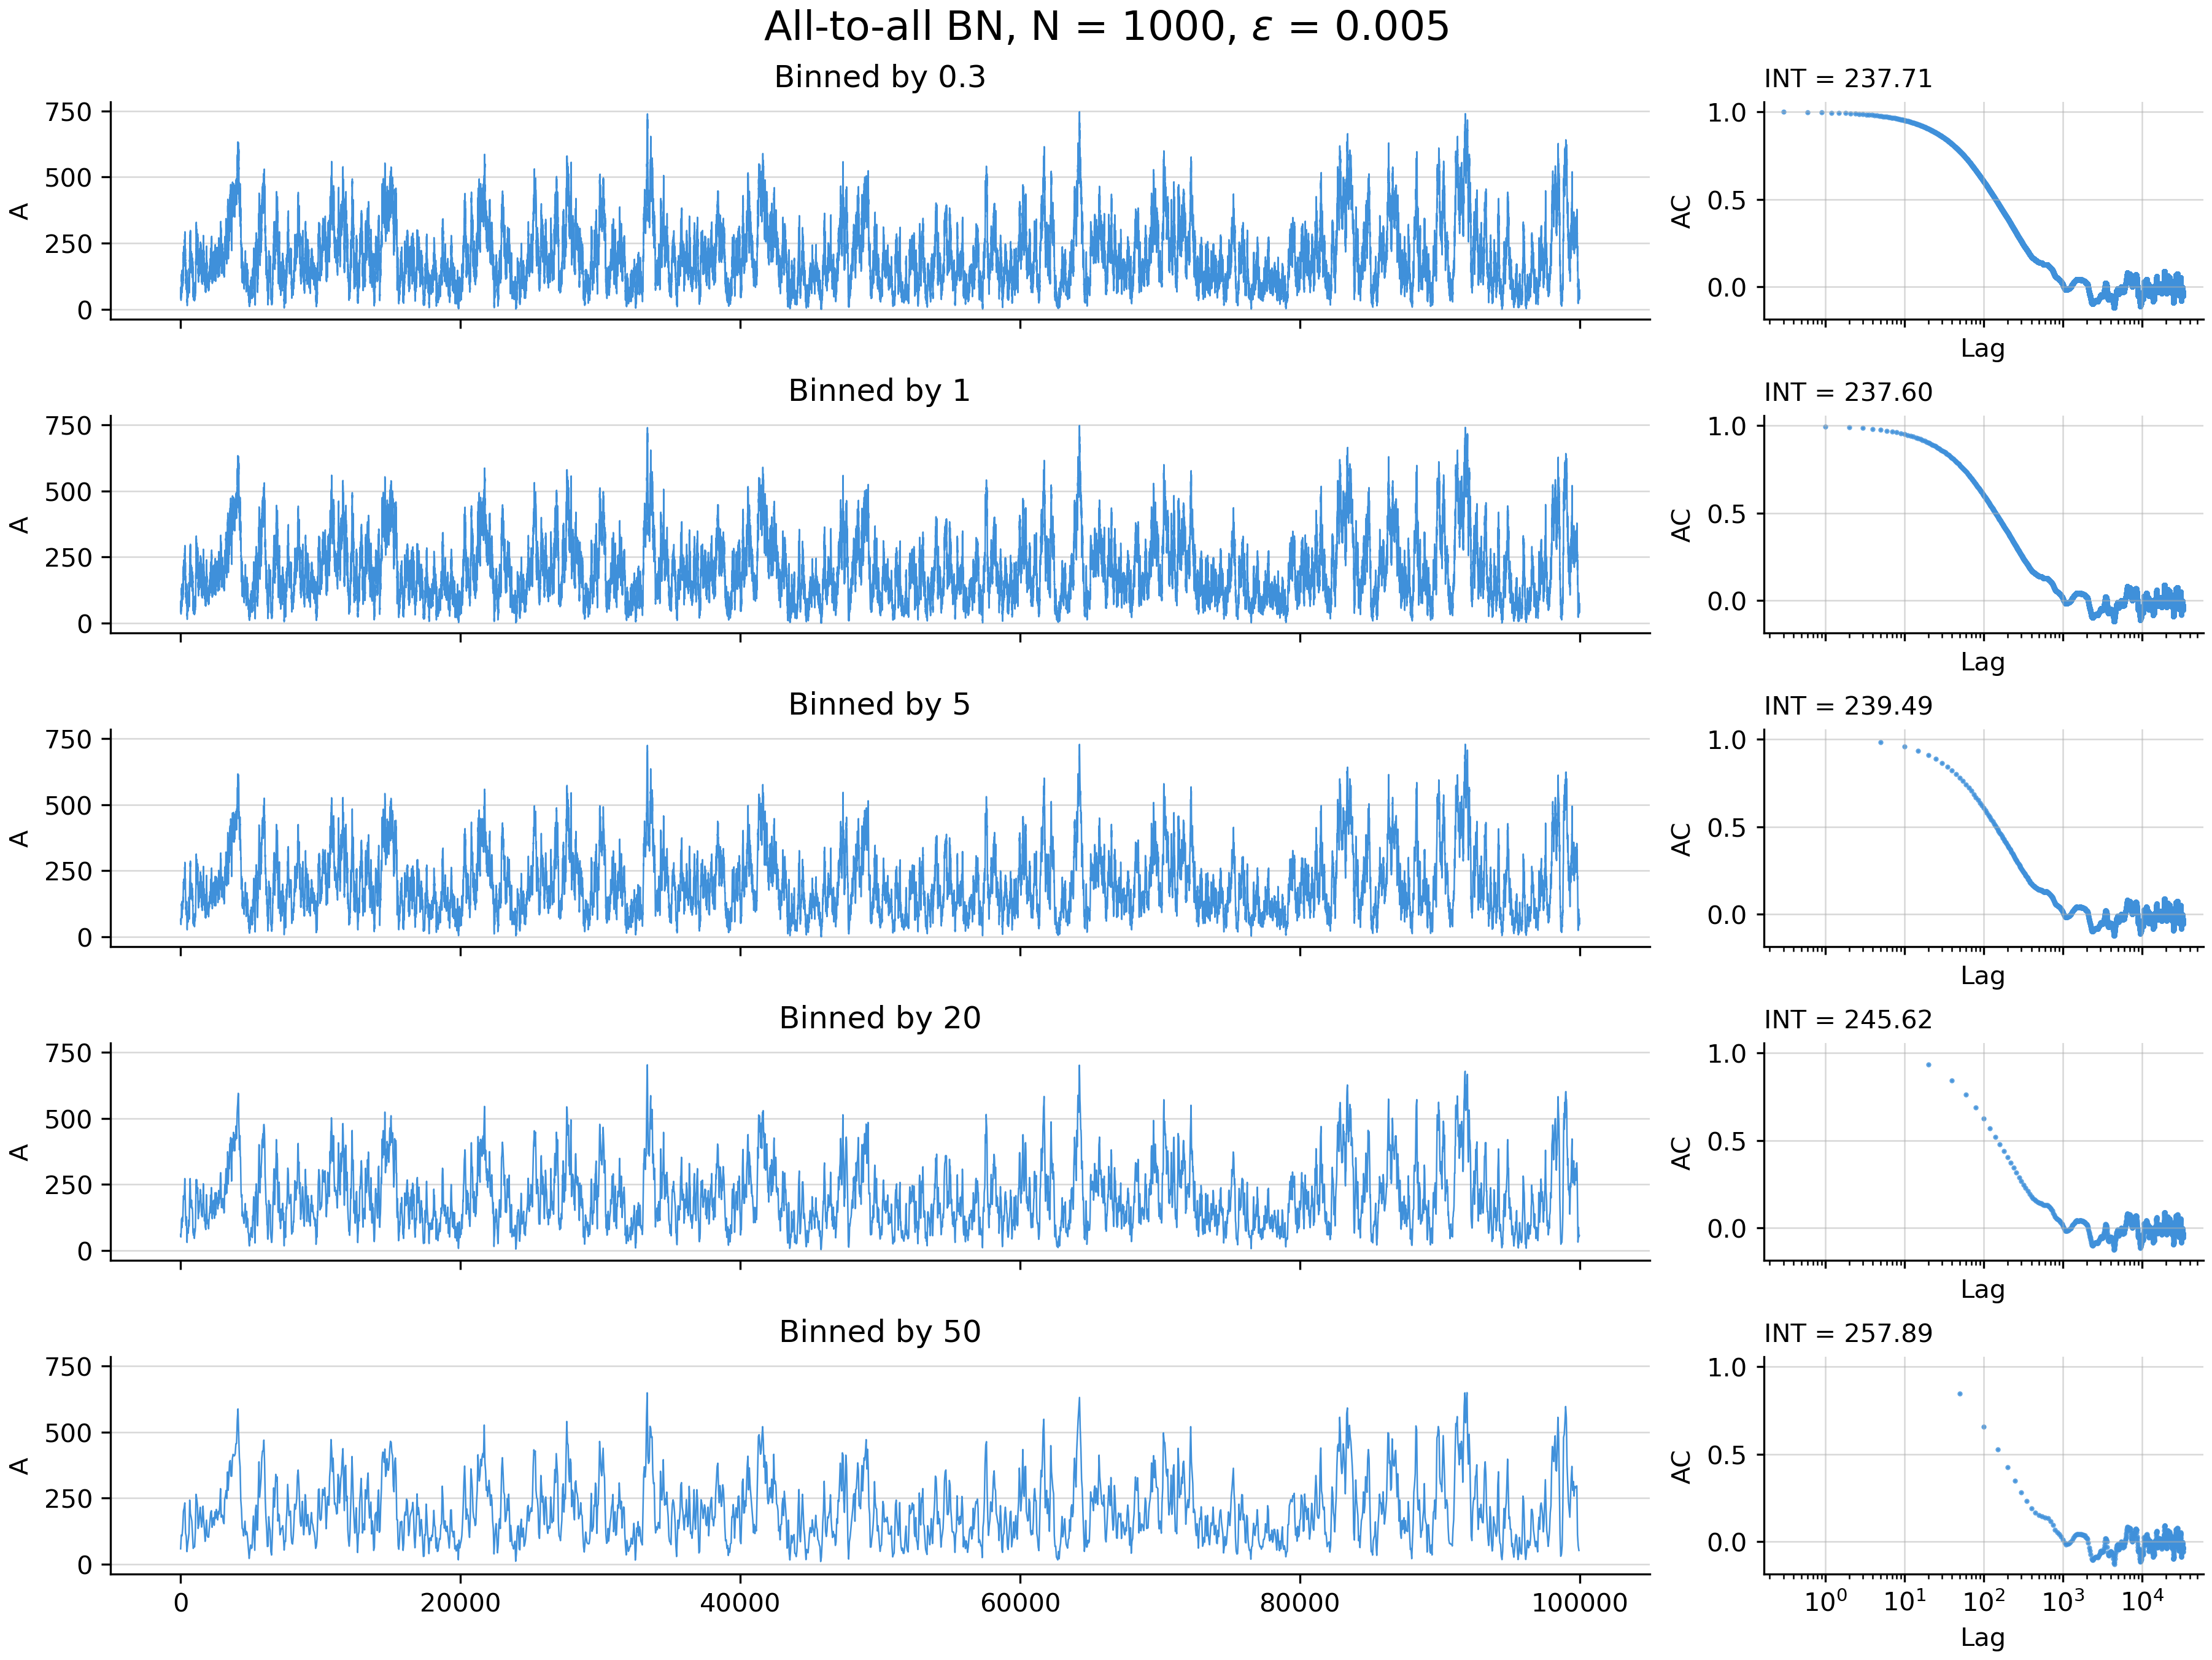 All-to-all BN, N = 1000, ε = 0.005
Binned by 0.3
INT = 237.71
750
500
250
0
A
1.0
0.5
0.0
AC
Lag
Binned by 1
INT = 237.60
750
500
250
0
A
1.0
0.5
0.0
AC
Lag
Binned by 5
INT = 239.49
750
500
250
0
A
1.0
0.5
0.0
AC
Lag
Binned by 20
INT = 245.62
750
500
250
0
A
1.0
0.5
0.0
AC
Lag
Binned by 50
INT = 257.89
750
500
250
0
A
0 20000 40000 60000 80000 100000
1.0
0.5
0.0
AC
10⁰ 10¹ 10² 10³ 10⁴
Lag